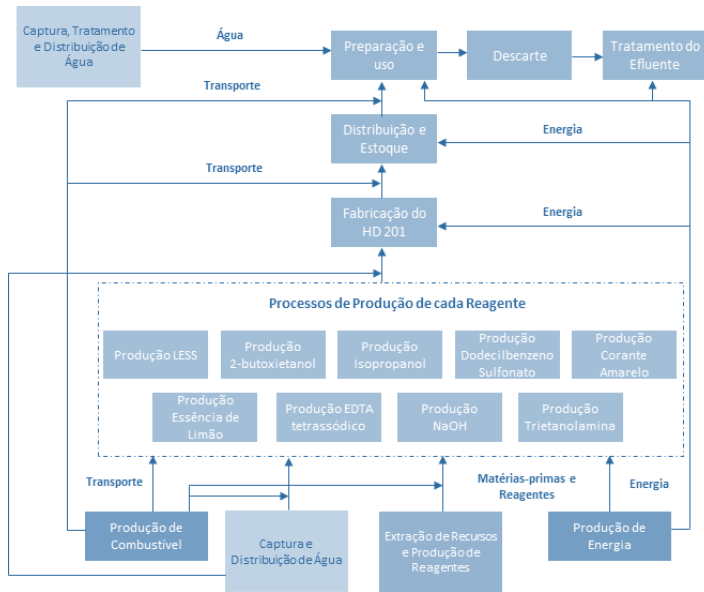 Captura, Tratamento
e Distribuição de
Água
Água
Preparação e
uso
Descarte
Tratamento do
Efluente
Transporte
Distribuição e
Estoque
Energia
Transporte
Fabricação do
HD 201
Energia
Processos de Produção de cada Reagente
Produção LESS
Produção
2-butoxietanol
Produção
Isopropanol
Produção
Dodecilbenzeno
Sulfonato
Produção
Corante
Amarelo
Produção
Essência de
Limão
Produção EDTA
tetrassódico
Produção
NaOH
Produção
Trietanolamina
Transporte
Matérias-primas e
Reagentes
Energia
Produção de
Combustível
Captura e
Distribuição de Água
Extração de Recursos
e Produção de
Reagentes
Produção de
Energia